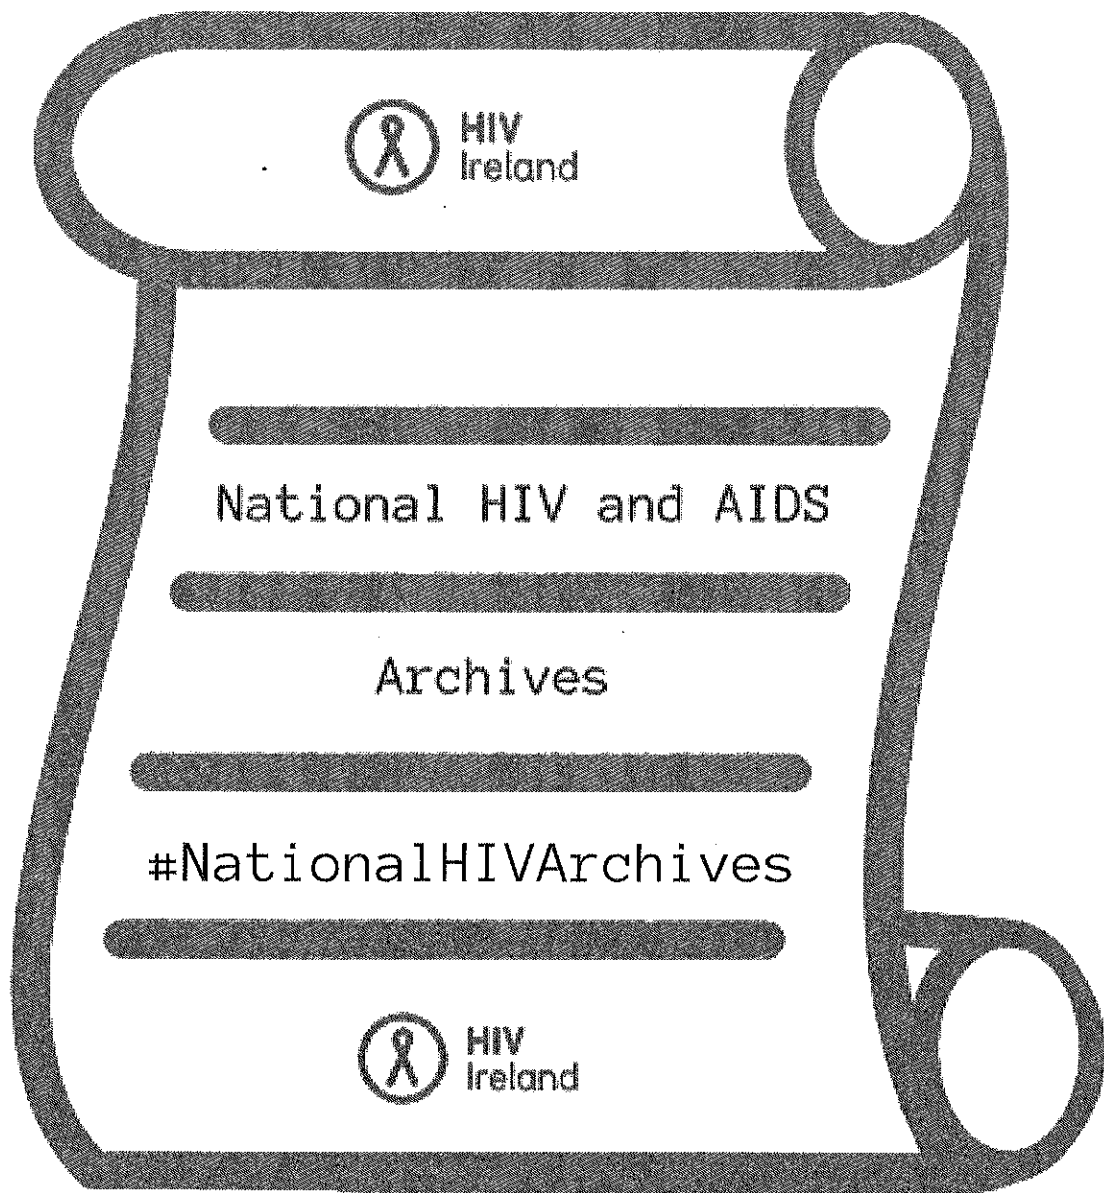 HIV
Ireland
National HIV and AIDS
Archives
#NationalHIVArchives
HIV
Ireland